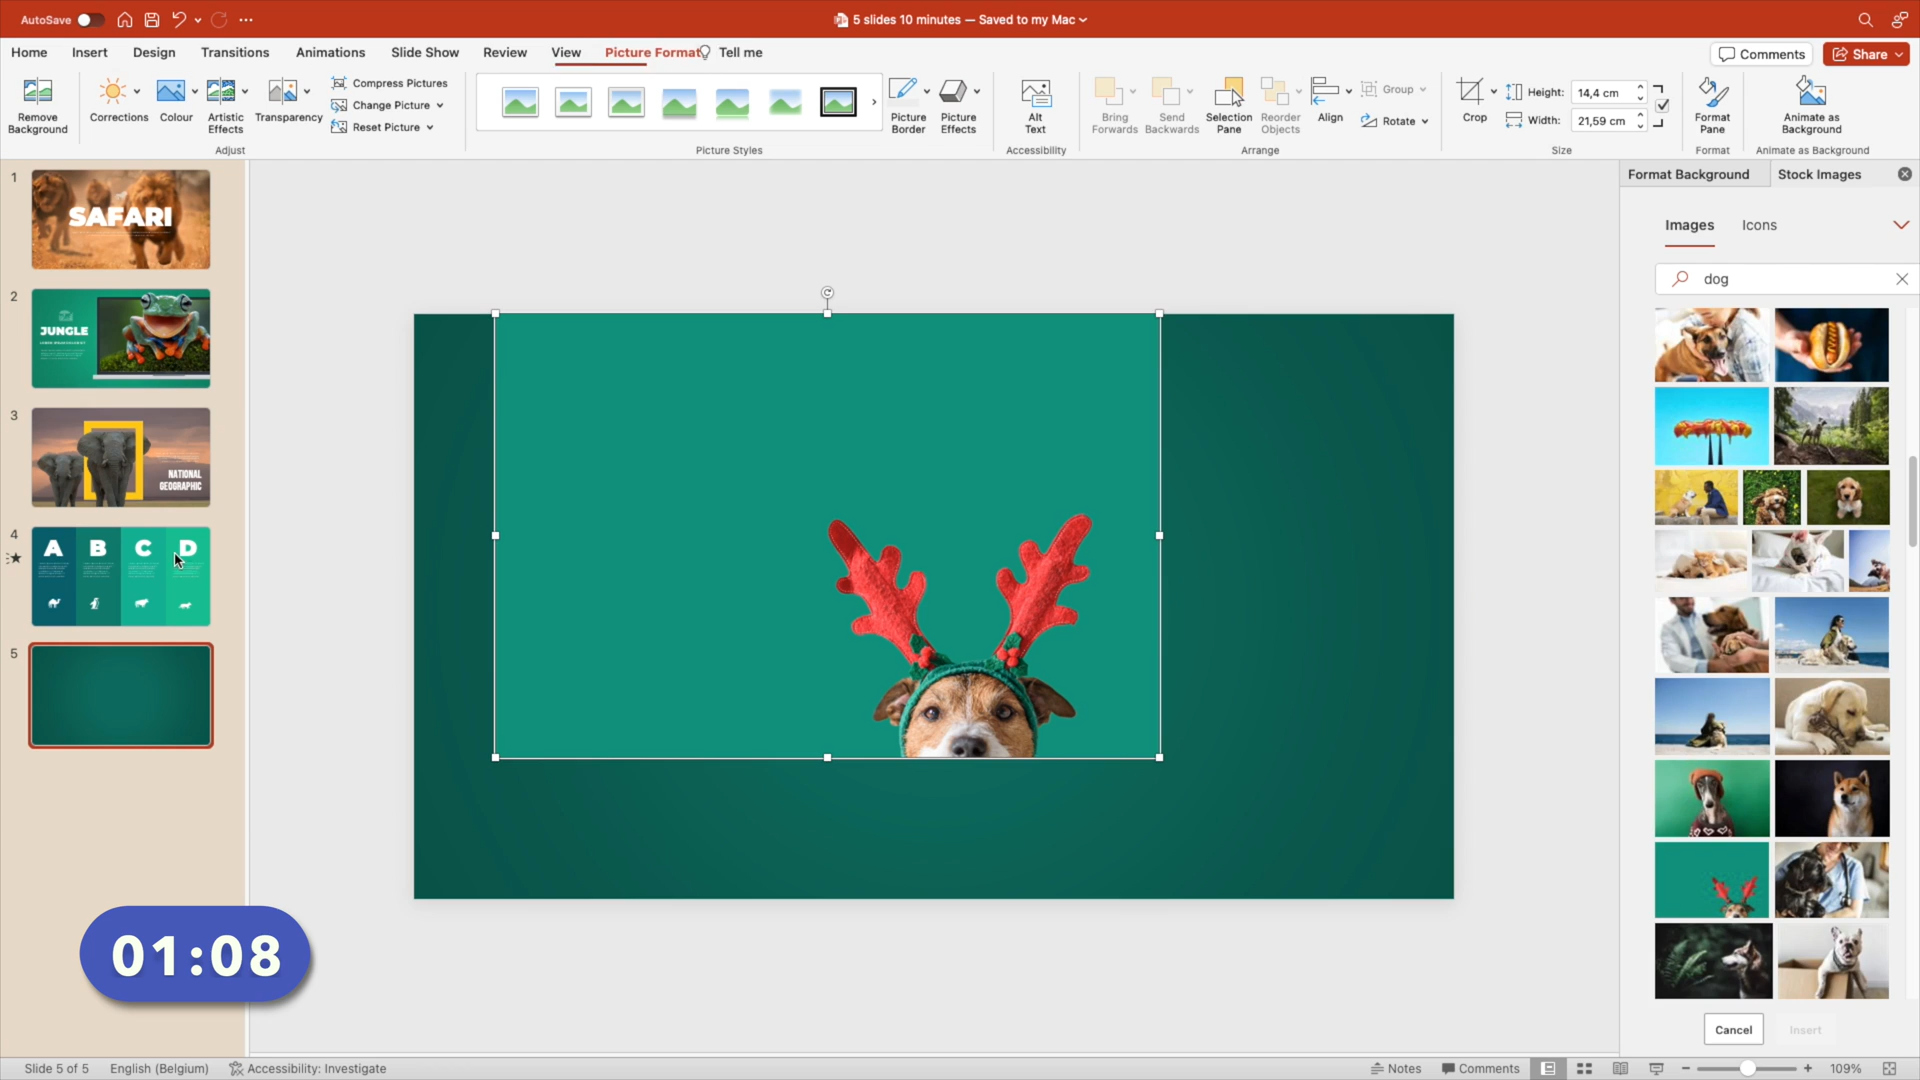 AutoSave
5 slides 10 minutes — Saved to my Mac
Home Insert Design Transitions Animations Slide Show Review View Picture Format Tell me
Comments Share
Remove Background
Corrections
Colour
Artistic Effects
Transparency
Compress Pictures
Change Picture
Reset Picture
Adjust
Picture Styles
Picture Border
Picture Effects
Alt Text
Accessibility
Bring Forwards
Send Backwards
Selection Pane
Reorder Objects
Align
Group
Rotate
Arrange
Crop
Height: 14,4 cm
Width: 21,59 cm
Size
Format Pane
Format
Animate as Background
Animate as Background
1
SAFARI
2
JUNGLE
3
NATIONAL
GEOGRAPHIC
4
A B C D
5
01:08
Format Background Stock Images
Images Icons
dog
Cancel Insert
Slide 5 of 5 English (Belgium) Accessibility: Investigate
Notes Comments 109%